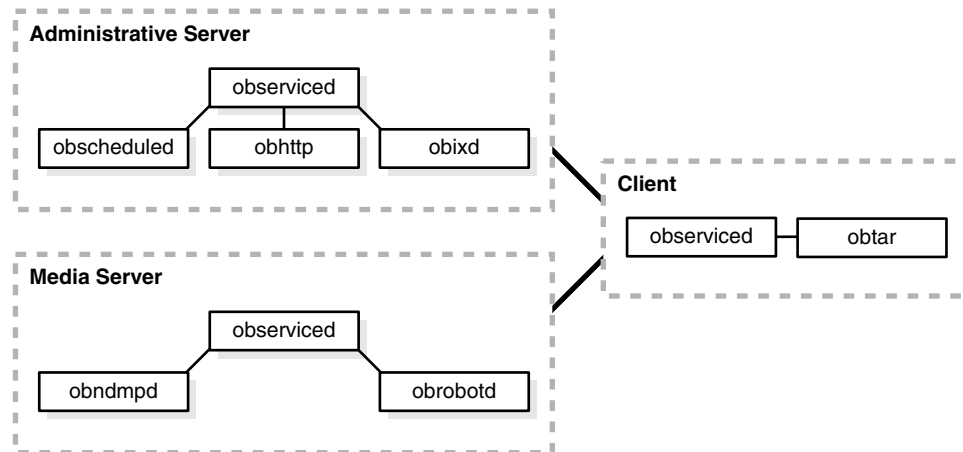 Administrative Server
observiced
obscheduled
obhttp
obixd
Client
observiced
obtar
Media Server
observiced
obndmpd
obrobotd